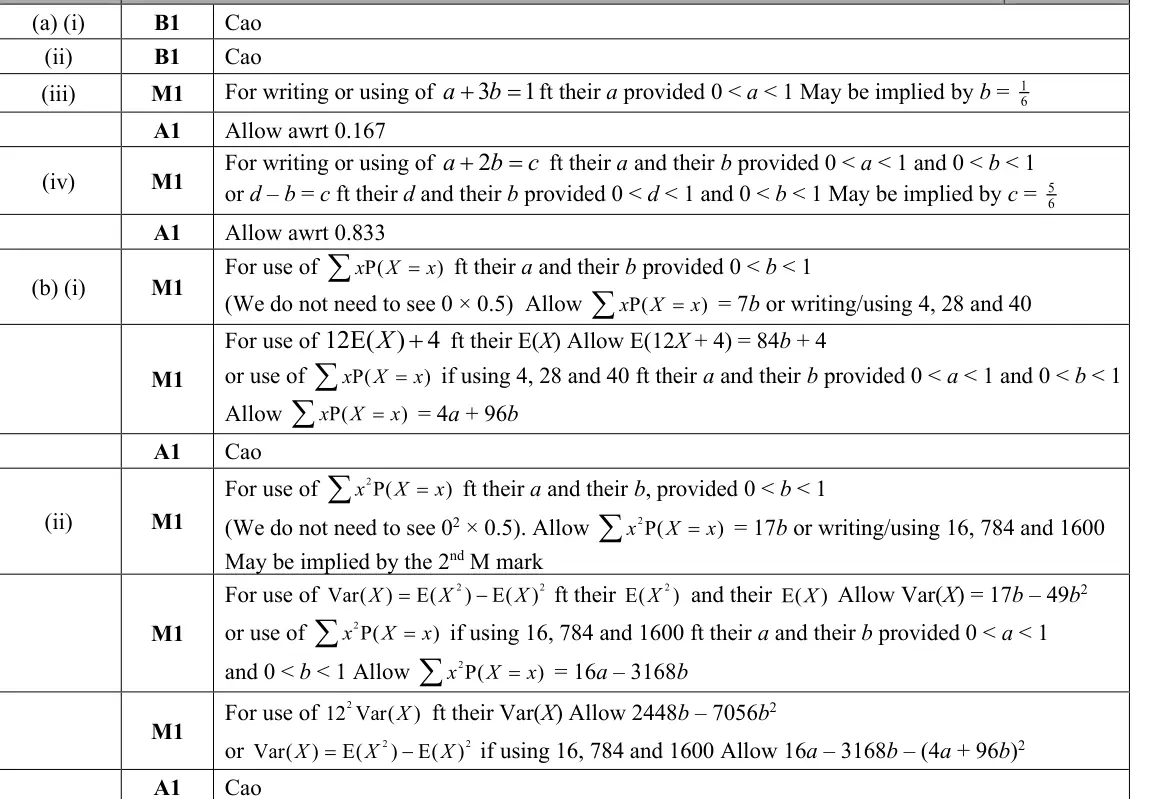 (a) (i) B1 Cao
(ii) B1 Cao
(iii) M1 For writing or using of a + 3b = 1 ft their a provided 0 < a < 1 May be implied by b = 1/6
A1 Allow awrt 0.167
(iv) M1 For writing or using of a + 2b = c ft their a and their b provided 0 < a < 1 and 0 < b < 1
or d – b = c ft their d and their b provided 0 < d < 1 and 0 < b < 1 May be implied by c = 5/6
A1 Allow awrt 0.833
(b) (i) M1 For use of ∑xP(X = x) ft their a and their b provided 0 < b < 1
(We do not need to see 0 × 0.5) Allow ∑xP(X = x) = 7b or writing/using 4, 28 and 40
M1 For use of 12E(X) + 4 ft their E(X) Allow E(12X + 4) = 84b + 4
or use of ∑xP(X = x) if using 4, 28 and 40 ft their a and their b provided 0 < a < 1 and 0 < b < 1
Allow ∑xP(X = x) = 4a + 96b
A1 Cao
(ii) M1 For use of ∑x²P(X = x) ft their a and their b, provided 0 < b < 1
(We do not need to see 0² × 0.5). Allow ∑x²P(X = x) = 17b or writing/using 16, 784 and 1600
May be implied by the 2nd M mark
M1 For use of Var(X) = E(X²) – E(X)² ft their E(X²) and their E(X) Allow Var(X) = 17b – 49b²
or use of ∑x²P(X = x) if using 16, 784 and 1600 ft their a and their b provided 0 < a < 1
and 0 < b < 1 Allow ∑x²P(X = x) = 16a – 3168b
M1 For use of 12² Var(X) ft their Var(X) Allow 2448b – 7056b²
or Var(X) = E(X²) – E(X)² if using 16, 784 and 1600 Allow 16a – 3168b – (4a + 96b)²
A1 Cao